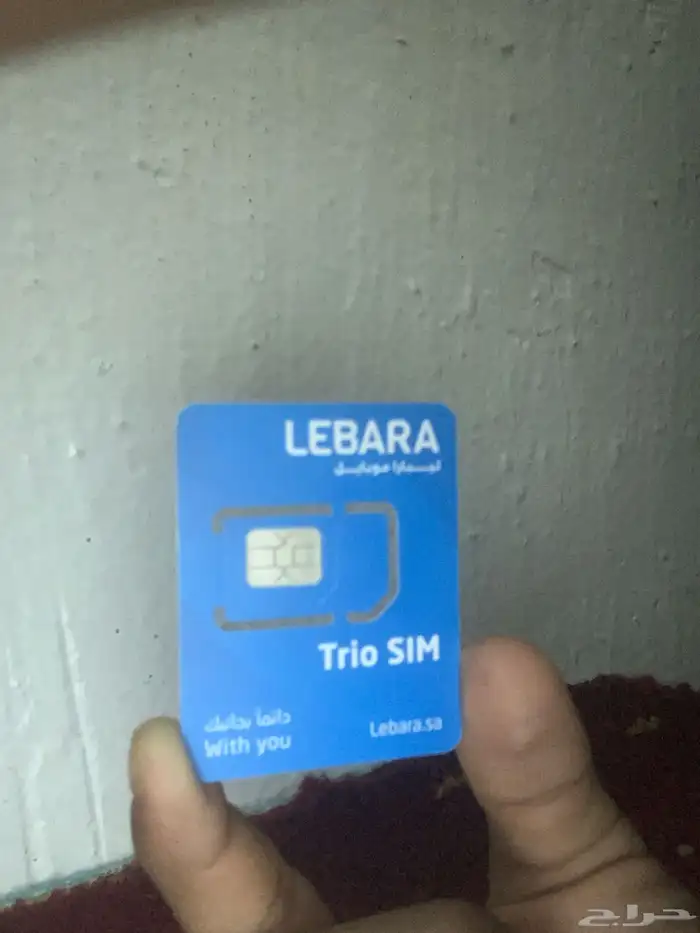 LEBARA
ليبارا موبايل
Trio SIM
دائماً بجانبك
With you
Lebara.sa
حراج